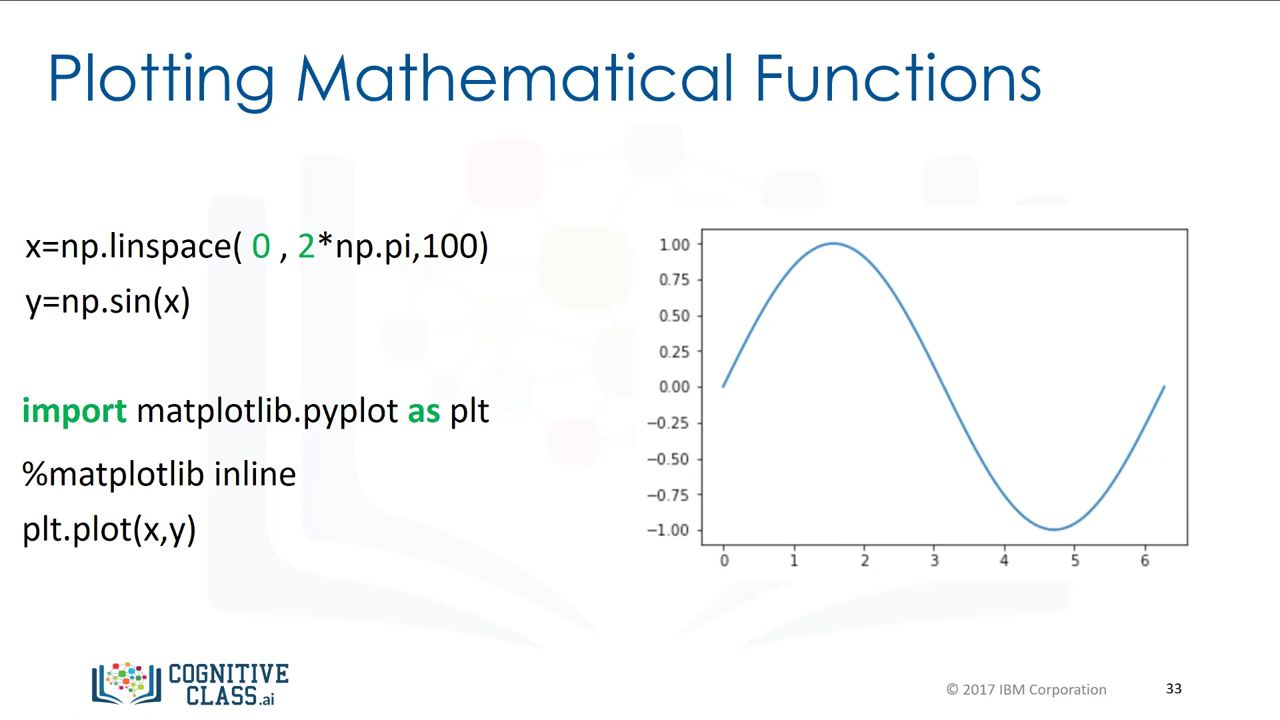 Plotting Mathematical Functions
x=np.linspace( 0 , 2*np.pi,100)
y=np.sin(x)
import matplotlib.pyplot as plt
%matplotlib inline
plt.plot(x,y)
1.00
0.75
0.50
0.25
0.00
−0.25
−0.50
−0.75
−1.00
0 1 2 3 4 5 6
COGNITIVE
CLASS.ai
© 2017 IBM Corporation
33